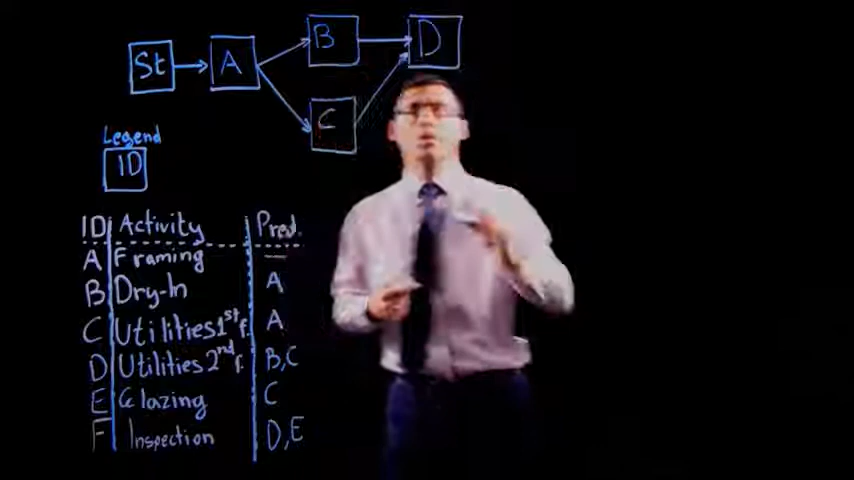 St A B D
C
Legend
ID
ID Activity Pred.
A Framing —
B Dry-In A
C Utilities 1st f. A
D Utilities 2nd f. B,C
E Glazing C
F Inspection D,E